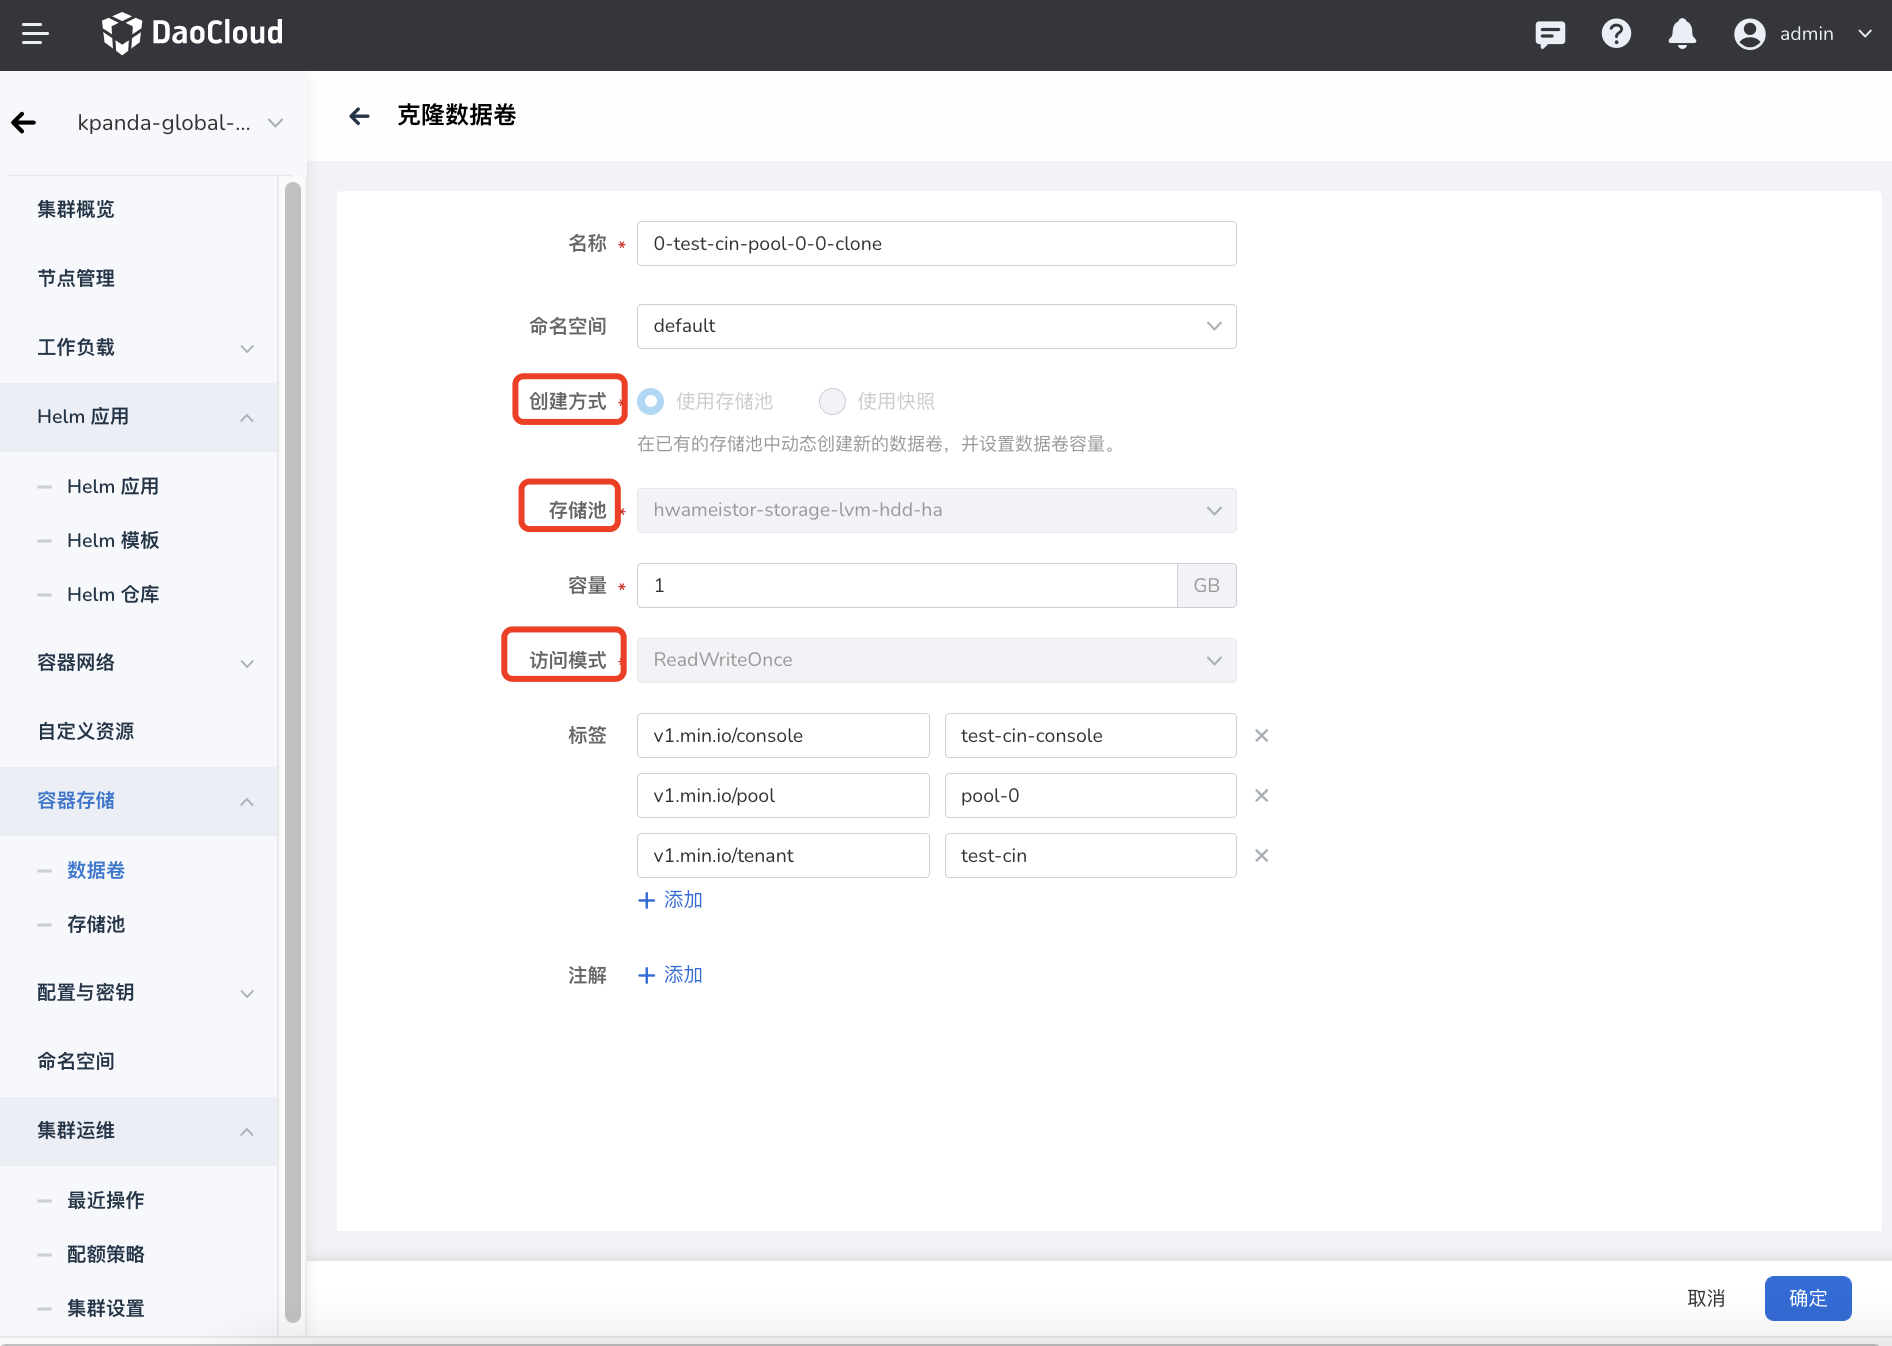 DaoCloud
admin
kpanda-global-...
克隆数据卷
集群概览
节点管理
工作负载
Helm 应用
Helm 应用
Helm 模板
Helm 仓库
容器网络
自定义资源
容器存储
数据卷
存储池
配置与密钥
命名空间
集群运维
最近操作
配额策略
集群设置
名称 * 0-test-cin-pool-0-0-clone
命名空间 default
创建方式 * 使用存储池 使用快照
在已有的存储池中动态创建新的数据卷，并设置数据卷容量。
存储池 * hwameistor-storage-lvm-hdd-ha
容量 * 1 GB
访问模式 * ReadWriteOnce
标签 v1.min.io/console test-cin-console
v1.min.io/pool pool-0
v1.min.io/tenant test-cin
+ 添加
注解 + 添加
取消 确定